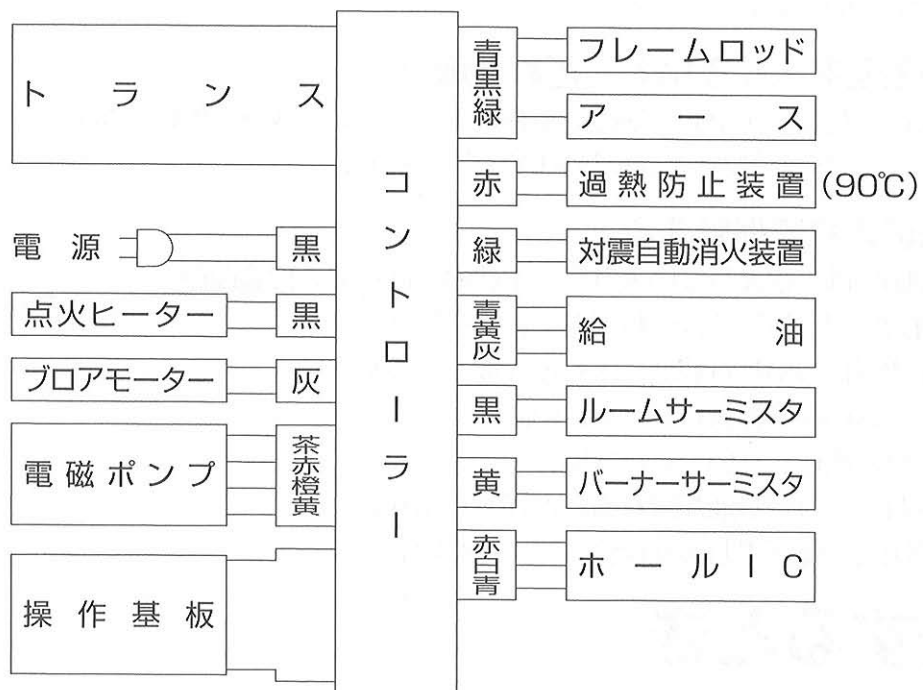 トランス
電源
黒
点火ヒーター
黒
ブロアモーター
灰
電磁ポンプ
茶赤橙黄
操作基板
コントローラー
青黒緑
フレームロッド
アース
赤
過熱防止装置
(90℃)
緑
対震自動消火装置
青黄灰
給油
黒
ルームサーミスタ
黄
バーナーサーミスタ
赤白青
ホールIC